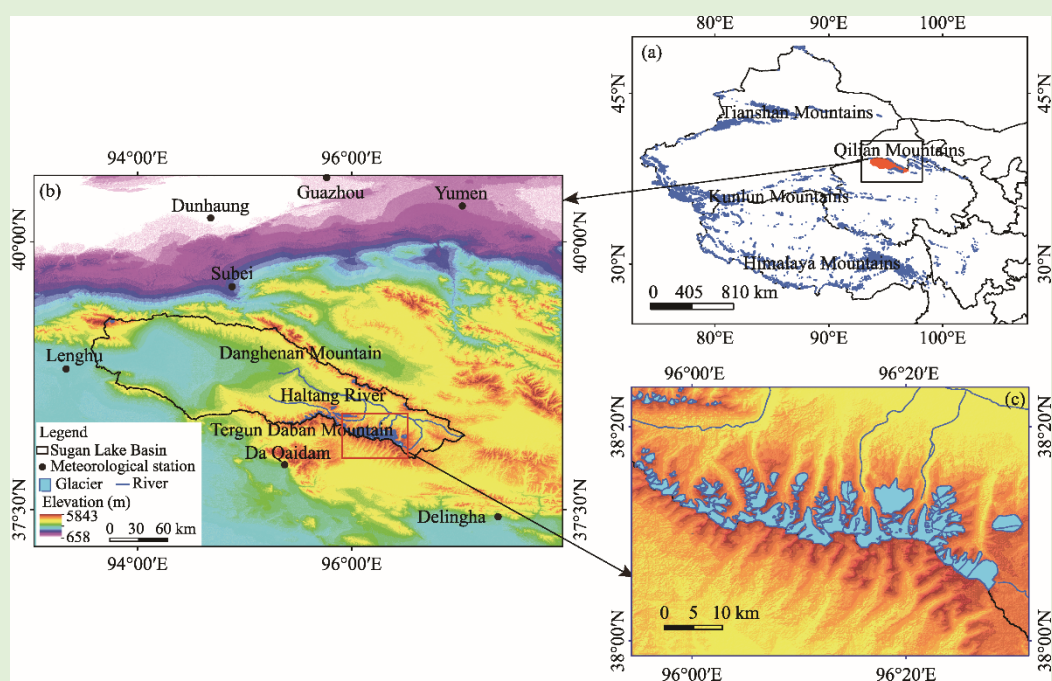 80°E 90°E 100°E
(a)
45°N
45°N
Tianshan Mountains
Qilian Mountains
Kunlun Mountains
30°N
30°N
Himalaya Mountains
0 405 810 km
80°E 90°E 100°E
94°00′E 96°00′E
(b)
Guazhou
Yumen
Dunhaung
40°00′N
40°00′N
Subei
Lenghu
Danghenan Mountain
Haltang River
Tergun Daban Mountain
Da Qaidam
Delingha
Legend
Sugan Lake Basin
Meteorological station
Glacier River
Elevation (m)
5843
658
0 30 60 km
37°30′N
37°30′N
94°00′E 96°00′E
96°00′E 96°20′E
(c)
38°20′N
38°20′N
0 5 10 km
38°00′N
38°00′N
96°00′E 96°20′E